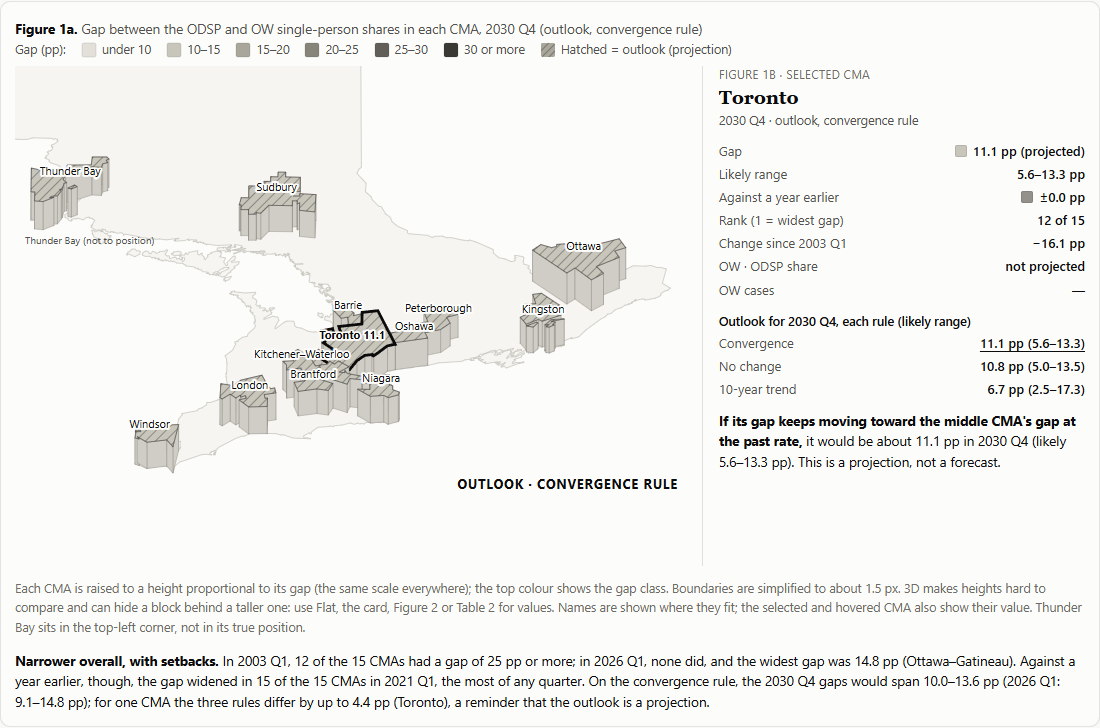 Figure 1a. Gap between the ODSP and OW single-person shares in each CMA, 2030 Q4 (outlook, convergence rule)
Gap (pp): under 10 10–15 15–20 20–25 25–30 30 or more Hatched = outlook (projection)
Thunder Bay
Thunder Bay (not to position)
Sudbury
Ottawa
Barrie
Peterborough
Kingston
Toronto 11.1
Oshawa
Kitchener–Waterloo
Brantford
Niagara
London
Windsor
OUTLOOK · CONVERGENCE RULE
FIGURE 1B · SELECTED CMA
Toronto
2030 Q4 · outlook, convergence rule
Gap 11.1 pp (projected)
Likely range 5.6–13.3 pp
Against a year earlier ±0.0 pp
Rank (1 = widest gap) 12 of 15
Change since 2003 Q1 −16.1 pp
OW · ODSP share not projected
OW cases —
Outlook for 2030 Q4, each rule (likely range)
Convergence 11.1 pp (5.6–13.3)
No change 10.8 pp (5.0–13.5)
10-year trend 6.7 pp (2.5–17.3)
If its gap keeps moving toward the middle CMA's gap at
the past rate, it would be about 11.1 pp in 2030 Q4 (likely
5.6–13.3 pp). This is a projection, not a forecast.
Each CMA is raised to a height proportional to its gap (the same scale everywhere); the top colour shows the gap class. Boundaries are simplified to about 1.5 px. 3D makes heights hard to
compare and can hide a block behind a taller one: use Flat, the card, Figure 2 or Table 2 for values. Names are shown where they fit; the selected and hovered CMA also show their value. Thunder
Bay sits in the top-left corner, not in its true position.
Narrower overall, with setbacks. In 2003 Q1, 12 of the 15 CMAs had a gap of 25 pp or more; in 2026 Q1, none did, and the widest gap was 14.8 pp (Ottawa–Gatineau). Against a
year earlier, though, the gap widened in 15 of the 15 CMAs in 2021 Q1, the most of any quarter. On the convergence rule, the 2030 Q4 gaps would span 10.0–13.6 pp (2026 Q1:
9.1–14.8 pp); for one CMA the three rules differ by up to 4.4 pp (Toronto), a reminder that the outlook is a projection.